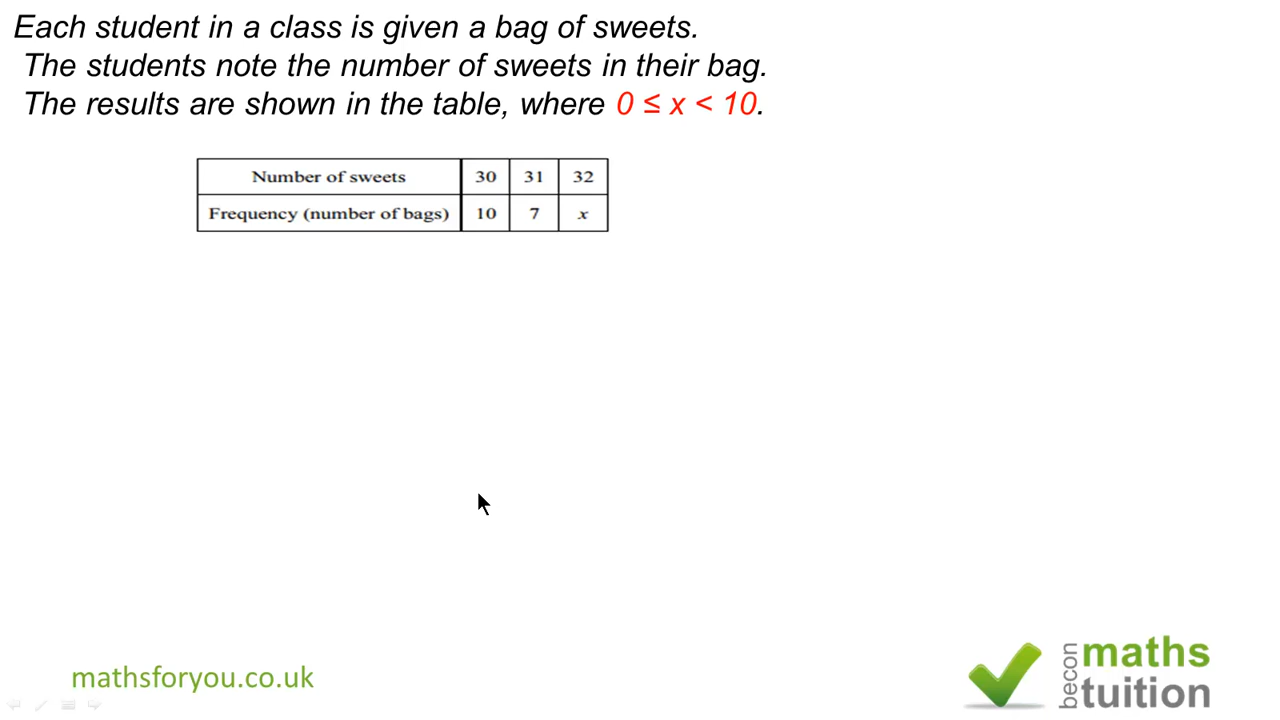 Each student in a class is given a bag of sweets.
The students note the number of sweets in their bag.
The results are shown in the table, where 0 ≤ x < 10.
Number of sweets 30 31 32
Frequency (number of bags) 10 7 x
mathsforyou.co.uk
becon maths tuition